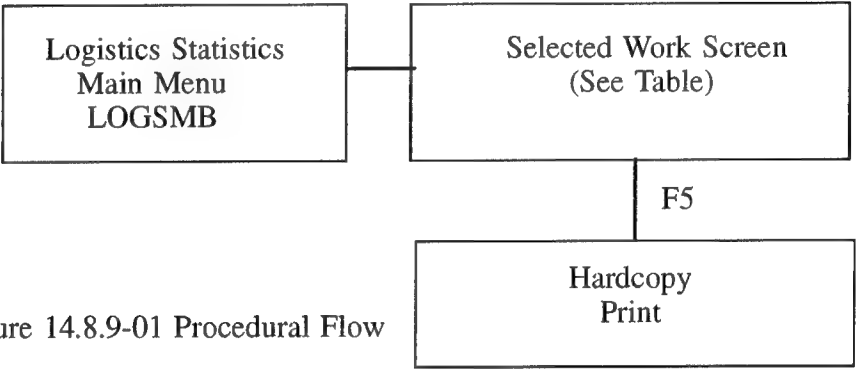 Logistics Statistics
Main Menu
LOGSMB
Selected Work Screen
(See Table)
F5
Hardcopy
Print
ure 14.8.9-01 Procedural Flow